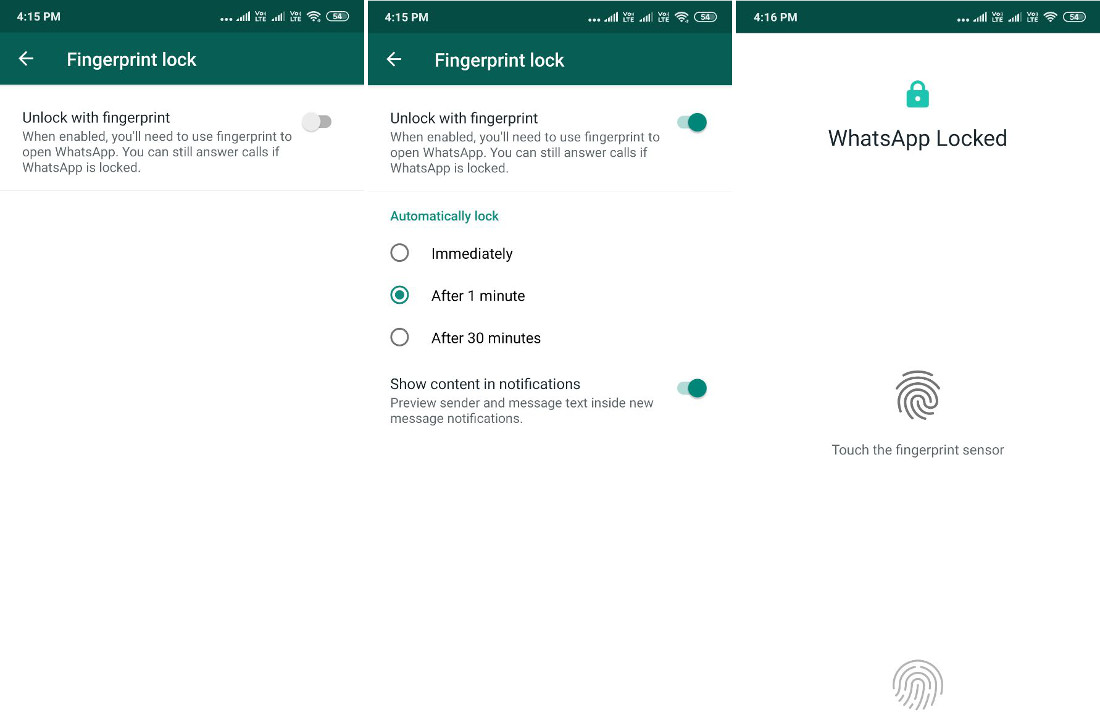 4:15 PM
... Vo) LTE Vo) LTE 54
Fingerprint lock
Unlock with fingerprint
When enabled, you'll need to use fingerprint to
open WhatsApp. You can still answer calls if
WhatsApp is locked.
4:15 PM
... Vo) LTE Vo) LTE 54
Fingerprint lock
Unlock with fingerprint
When enabled, you'll need to use fingerprint to
open WhatsApp. You can still answer calls if
WhatsApp is locked.
Automatically lock
Immediately
After 1 minute
After 30 minutes
Show content in notifications
Preview sender and message text inside new
message notifications.
4:16 PM
... Vo) LTE Vo) LTE 54
WhatsApp Locked
Touch the fingerprint sensor